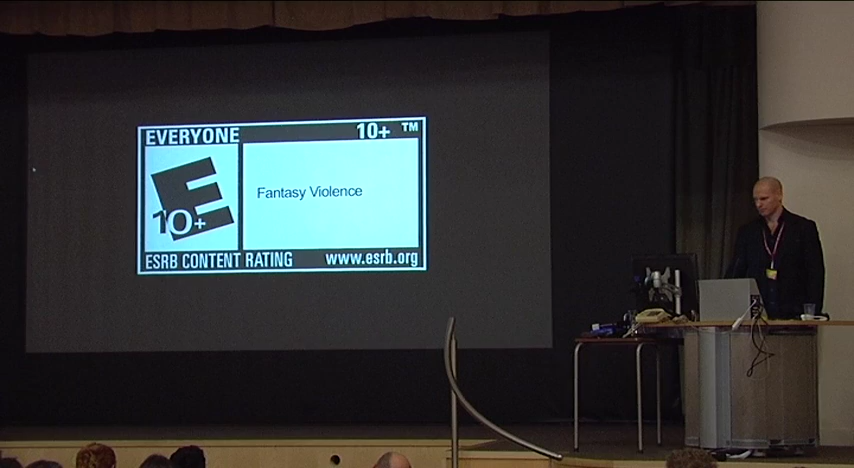 EVERYONE 10+ ™
10+
Fantasy Violence
ESRB CONTENT RATING www.esrb.org